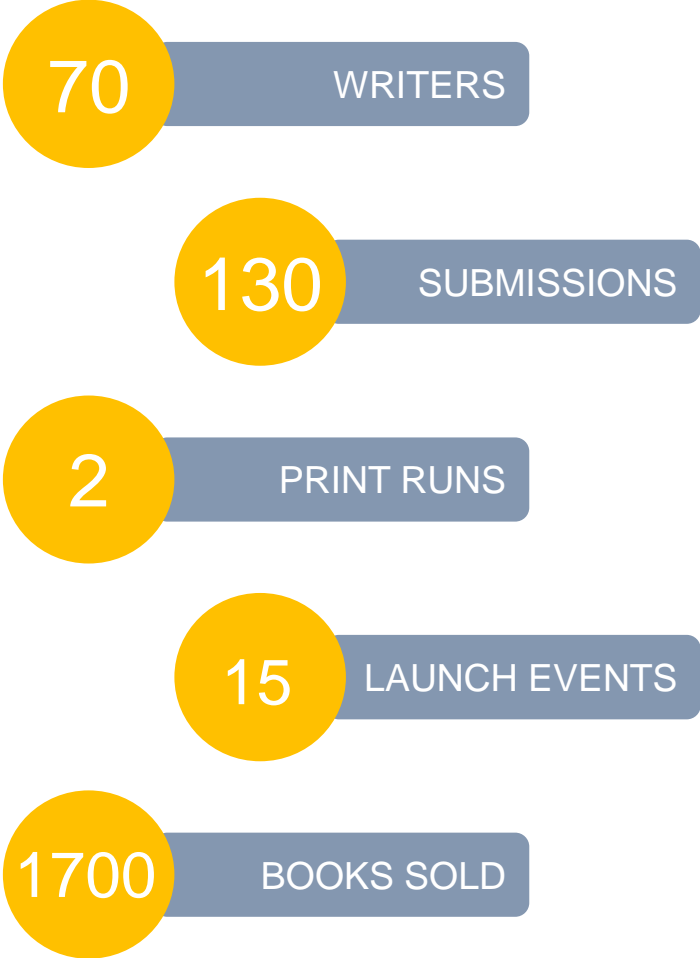 70 WRITERS
130 SUBMISSIONS
2 PRINT RUNS
15 LAUNCH EVENTS
1700 BOOKS SOLD